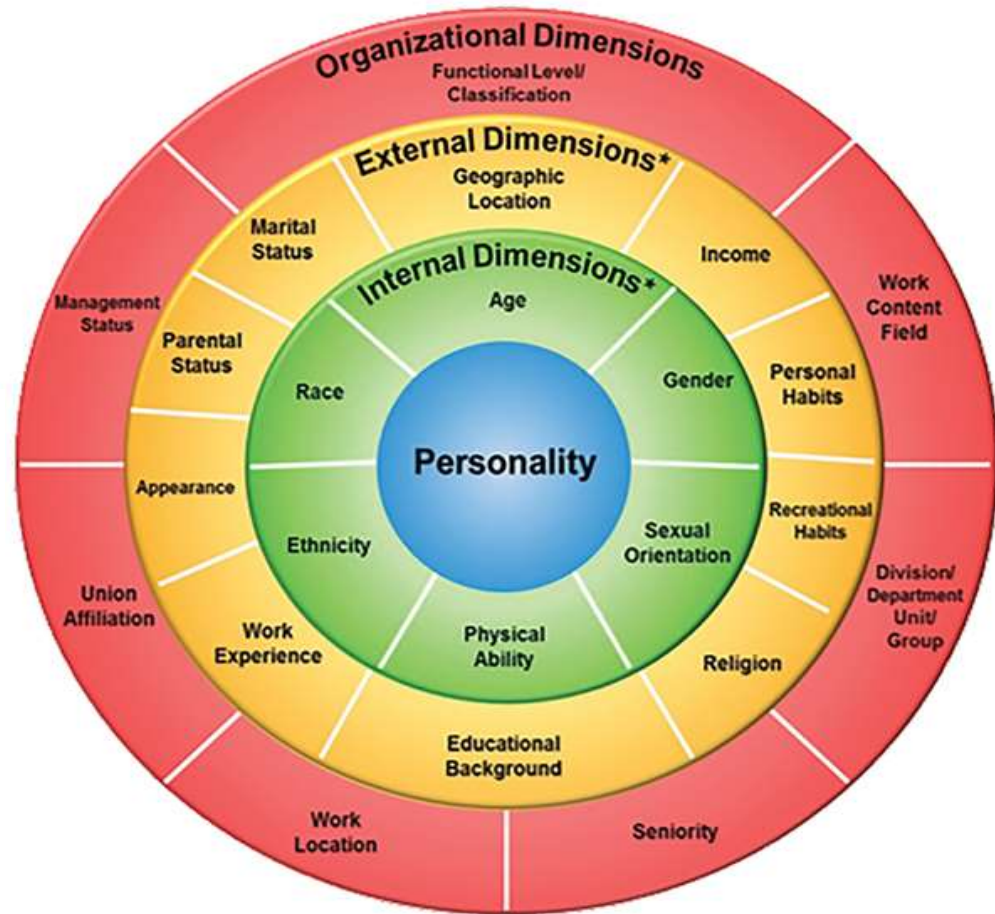 Organizational Dimensions
Functional Level/
Classification
Work
Content
Field
Division/
Department
Unit/
Group
Seniority
Work
Location
Union
Affiliation
Management
Status
External Dimensions*
Geographic
Location
Income
Personal
Habits
Recreational
Habits
Religion
Educational
Background
Work
Experience
Appearance
Parental
Status
Marital
Status
Internal Dimensions*
Age
Gender
Sexual
Orientation
Physical
Ability
Ethnicity
Race
Personality